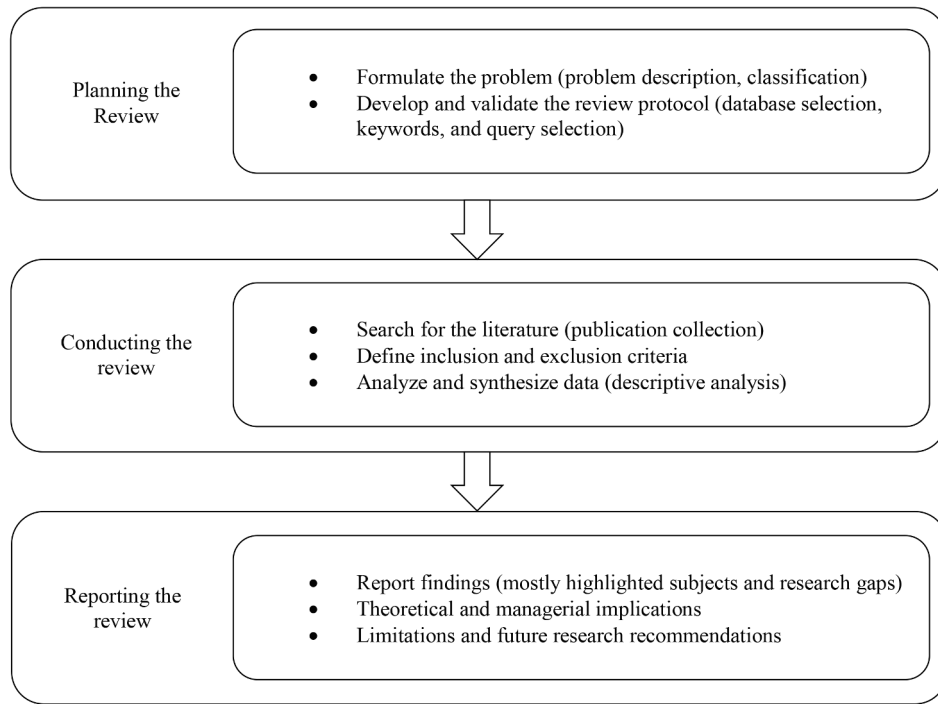 Planning the
Review
• Formulate the problem (problem description, classification)
• Develop and validate the review protocol (database selection,
keywords, and query selection)
Conducting the
review
• Search for the literature (publication collection)
• Define inclusion and exclusion criteria
• Analyze and synthesize data (descriptive analysis)
Reporting the
review
• Report findings (mostly highlighted subjects and research gaps)
• Theoretical and managerial implications
• Limitations and future research recommendations